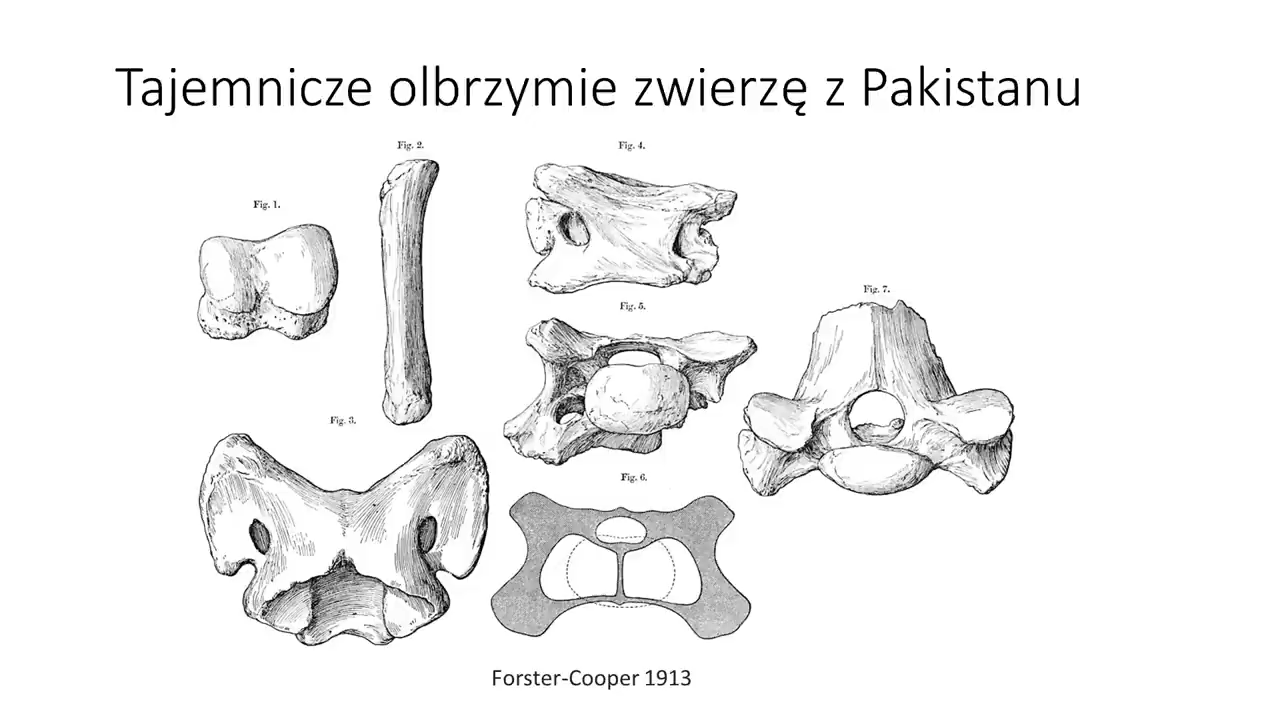 Tajemnicze olbrzymie zwierzę z Pakistanu
Fig. 1.
Fig. 2.
Fig. 3.
Fig. 4.
Fig. 5.
Fig. 6.
Fig. 7.
Forster-Cooper 1913